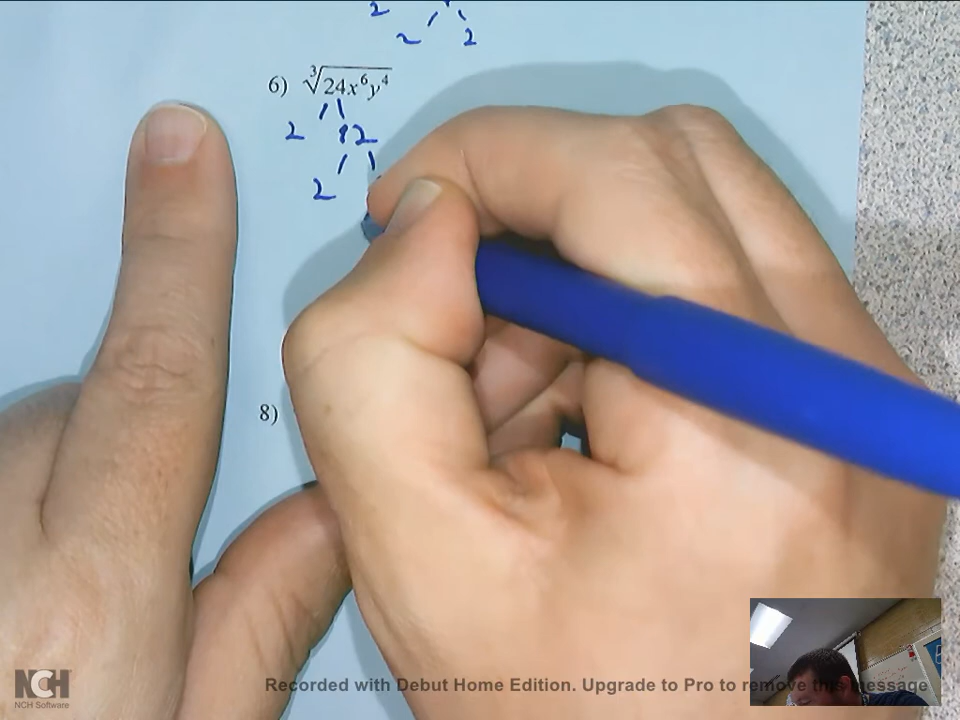 2
2 2
6) ∛(24x⁶y⁴)
2 12
2
8)
NCH
NCH Software
Recorded with Debut Home Edition. Upgrade to Pro to remove this message